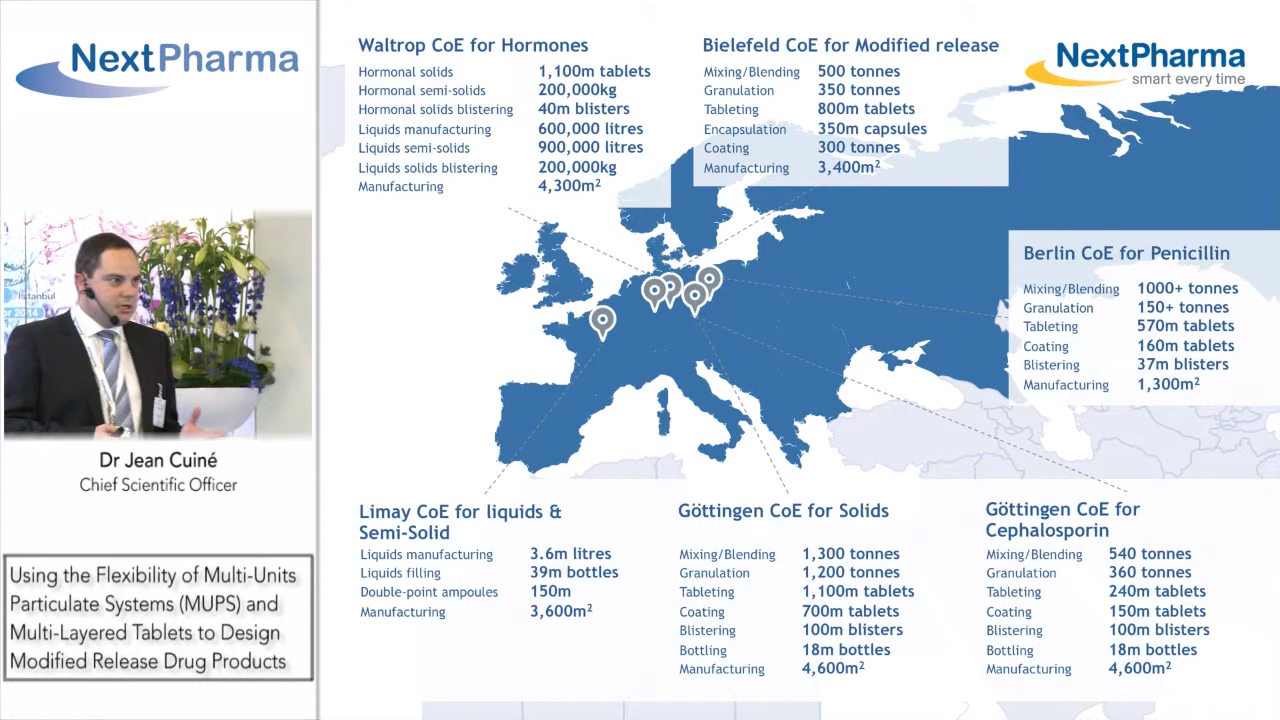 NextPharma
Istanbul
2014
Dr Jean Cuiné
Chief Scientific Officer
Using the Flexibility of Multi-Units
Particulate Systems (MUPS) and
Multi-Layered Tablets to Design
Modified Release Drug Products
NextPharma
smart every time
Waltrop CoE for Hormones
Hormonal solids 1,100m tablets
Hormonal semi-solids 200,000kg
Hormonal solids blistering 40m blisters
Liquids manufacturing 600,000 litres
Liquids semi-solids 900,000 litres
Liquids solids blistering 200,000kg
Manufacturing 4,300m²
Bielefeld CoE for Modified release
Mixing/Blending 500 tonnes
Granulation 350 tonnes
Tableting 800m tablets
Encapsulation 350m capsules
Coating 300 tonnes
Manufacturing 3,400m²
Berlin CoE for Penicillin
Mixing/Blending 1000+ tonnes
Granulation 150+ tonnes
Tableting 570m tablets
Coating 160m tablets
Blistering 37m blisters
Manufacturing 1,300m²
Limay CoE for liquids &
Semi-Solid
Liquids manufacturing 3.6m litres
Liquids filling 39m bottles
Double-point ampoules 150m
Manufacturing 3,600m²
Göttingen CoE for Solids
Mixing/Blending 1,300 tonnes
Granulation 1,200 tonnes
Tableting 1,100m tablets
Coating 700m tablets
Blistering 100m blisters
Bottling 18m bottles
Manufacturing 4,600m²
Göttingen CoE for
Cephalosporin
Mixing/Blending 540 tonnes
Granulation 360 tonnes
Tableting 240m tablets
Coating 150m tablets
Blistering 100m blisters
Bottling 18m bottles
Manufacturing 4,600m²